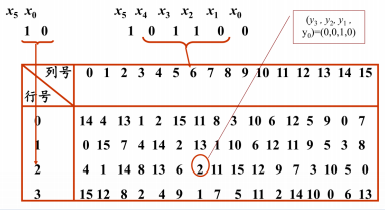 x₅ x₀ x₅ x₄ x₃ x₂ x₁ x₀
1 0 1 0 1 1 0 0
(y₃ , y₂, y₁ ,
y₀)=(0,0,1,0)
列号 0 1 2 3 4 5 6 7 8 9 10 11 12 13 14 15
行号
0 14 4 13 1 2 15 11 8 3 10 6 12 5 9 0 7
1 0 15 7 4 14 2 13 1 10 6 12 11 9 5 3 8
2 4 1 14 8 13 6 2 11 15 12 9 7 3 10 5 0
3 15 12 8 2 4 9 1 7 5 11 2 14 10 0 6 13